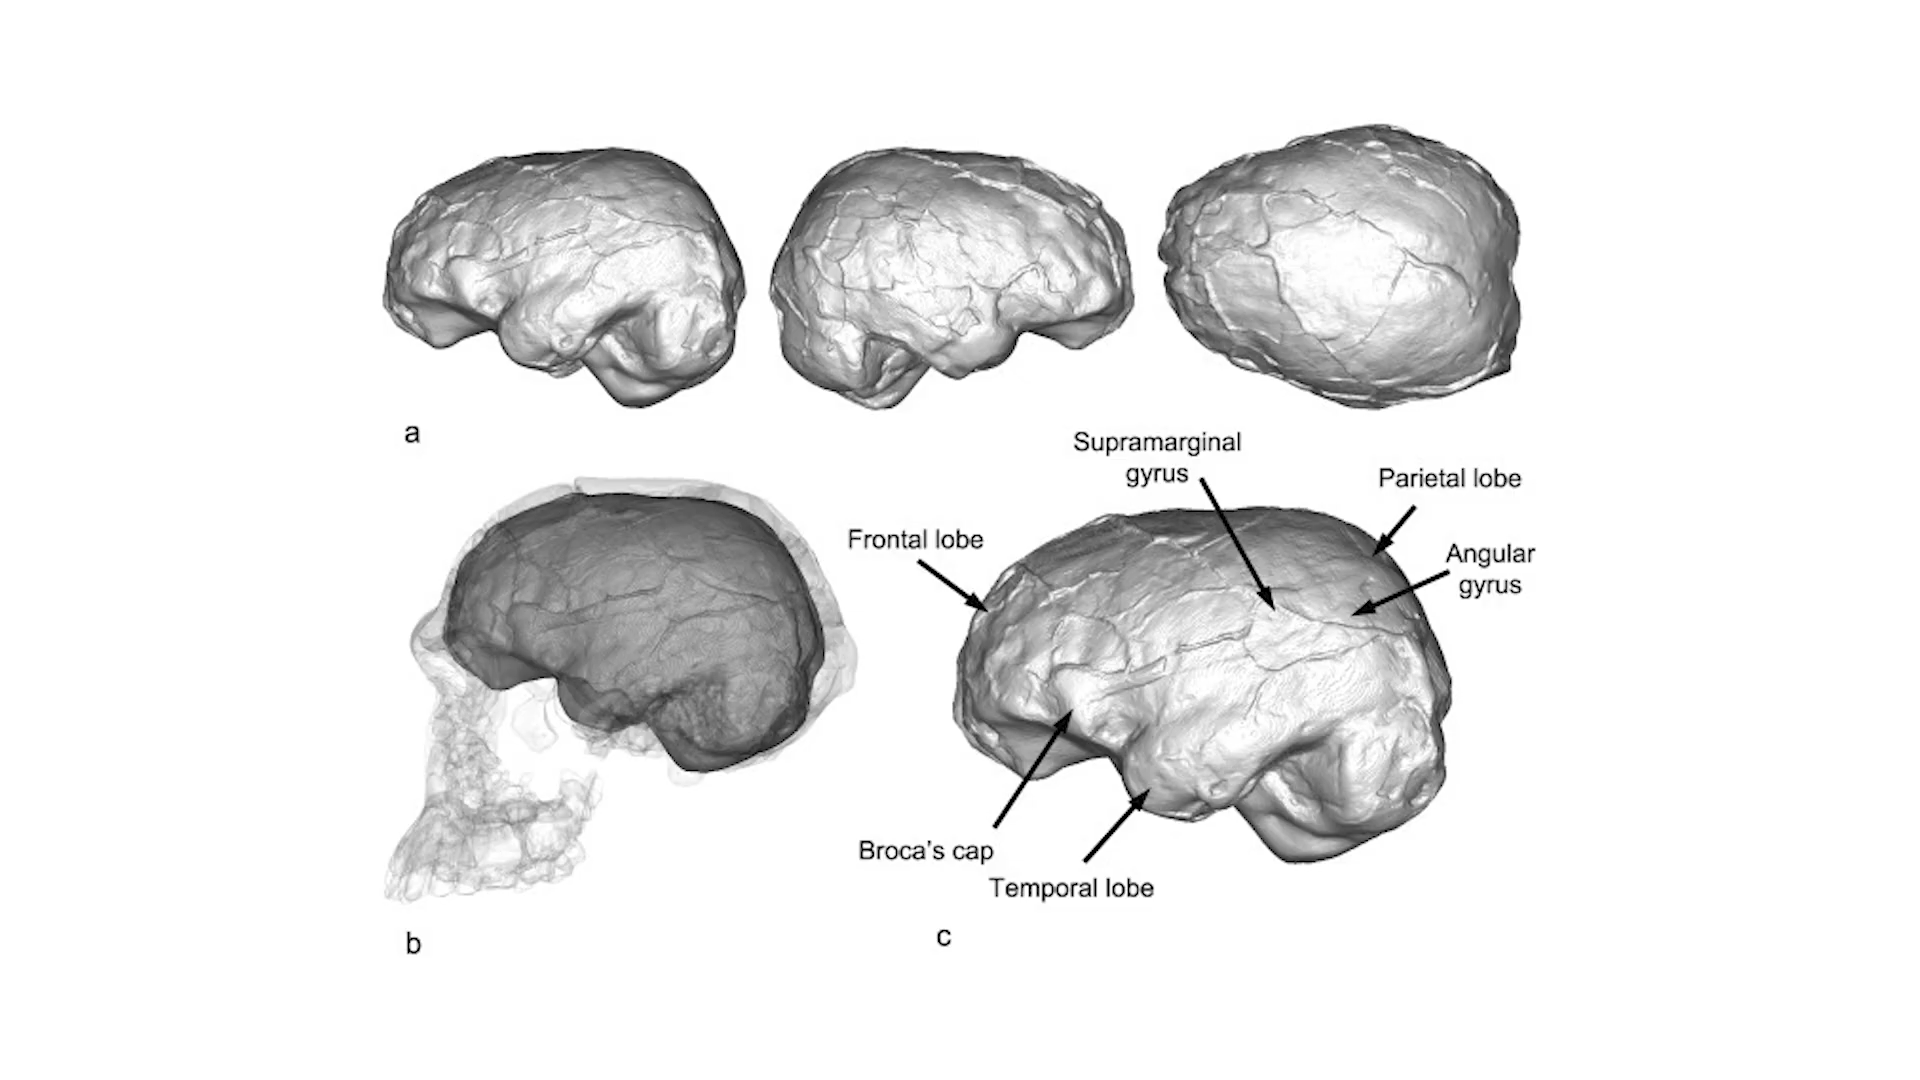 a
Supramarginal
gyrus
Parietal lobe
Frontal lobe
Angular
gyrus
Broca’s cap
Temporal lobe
b
c